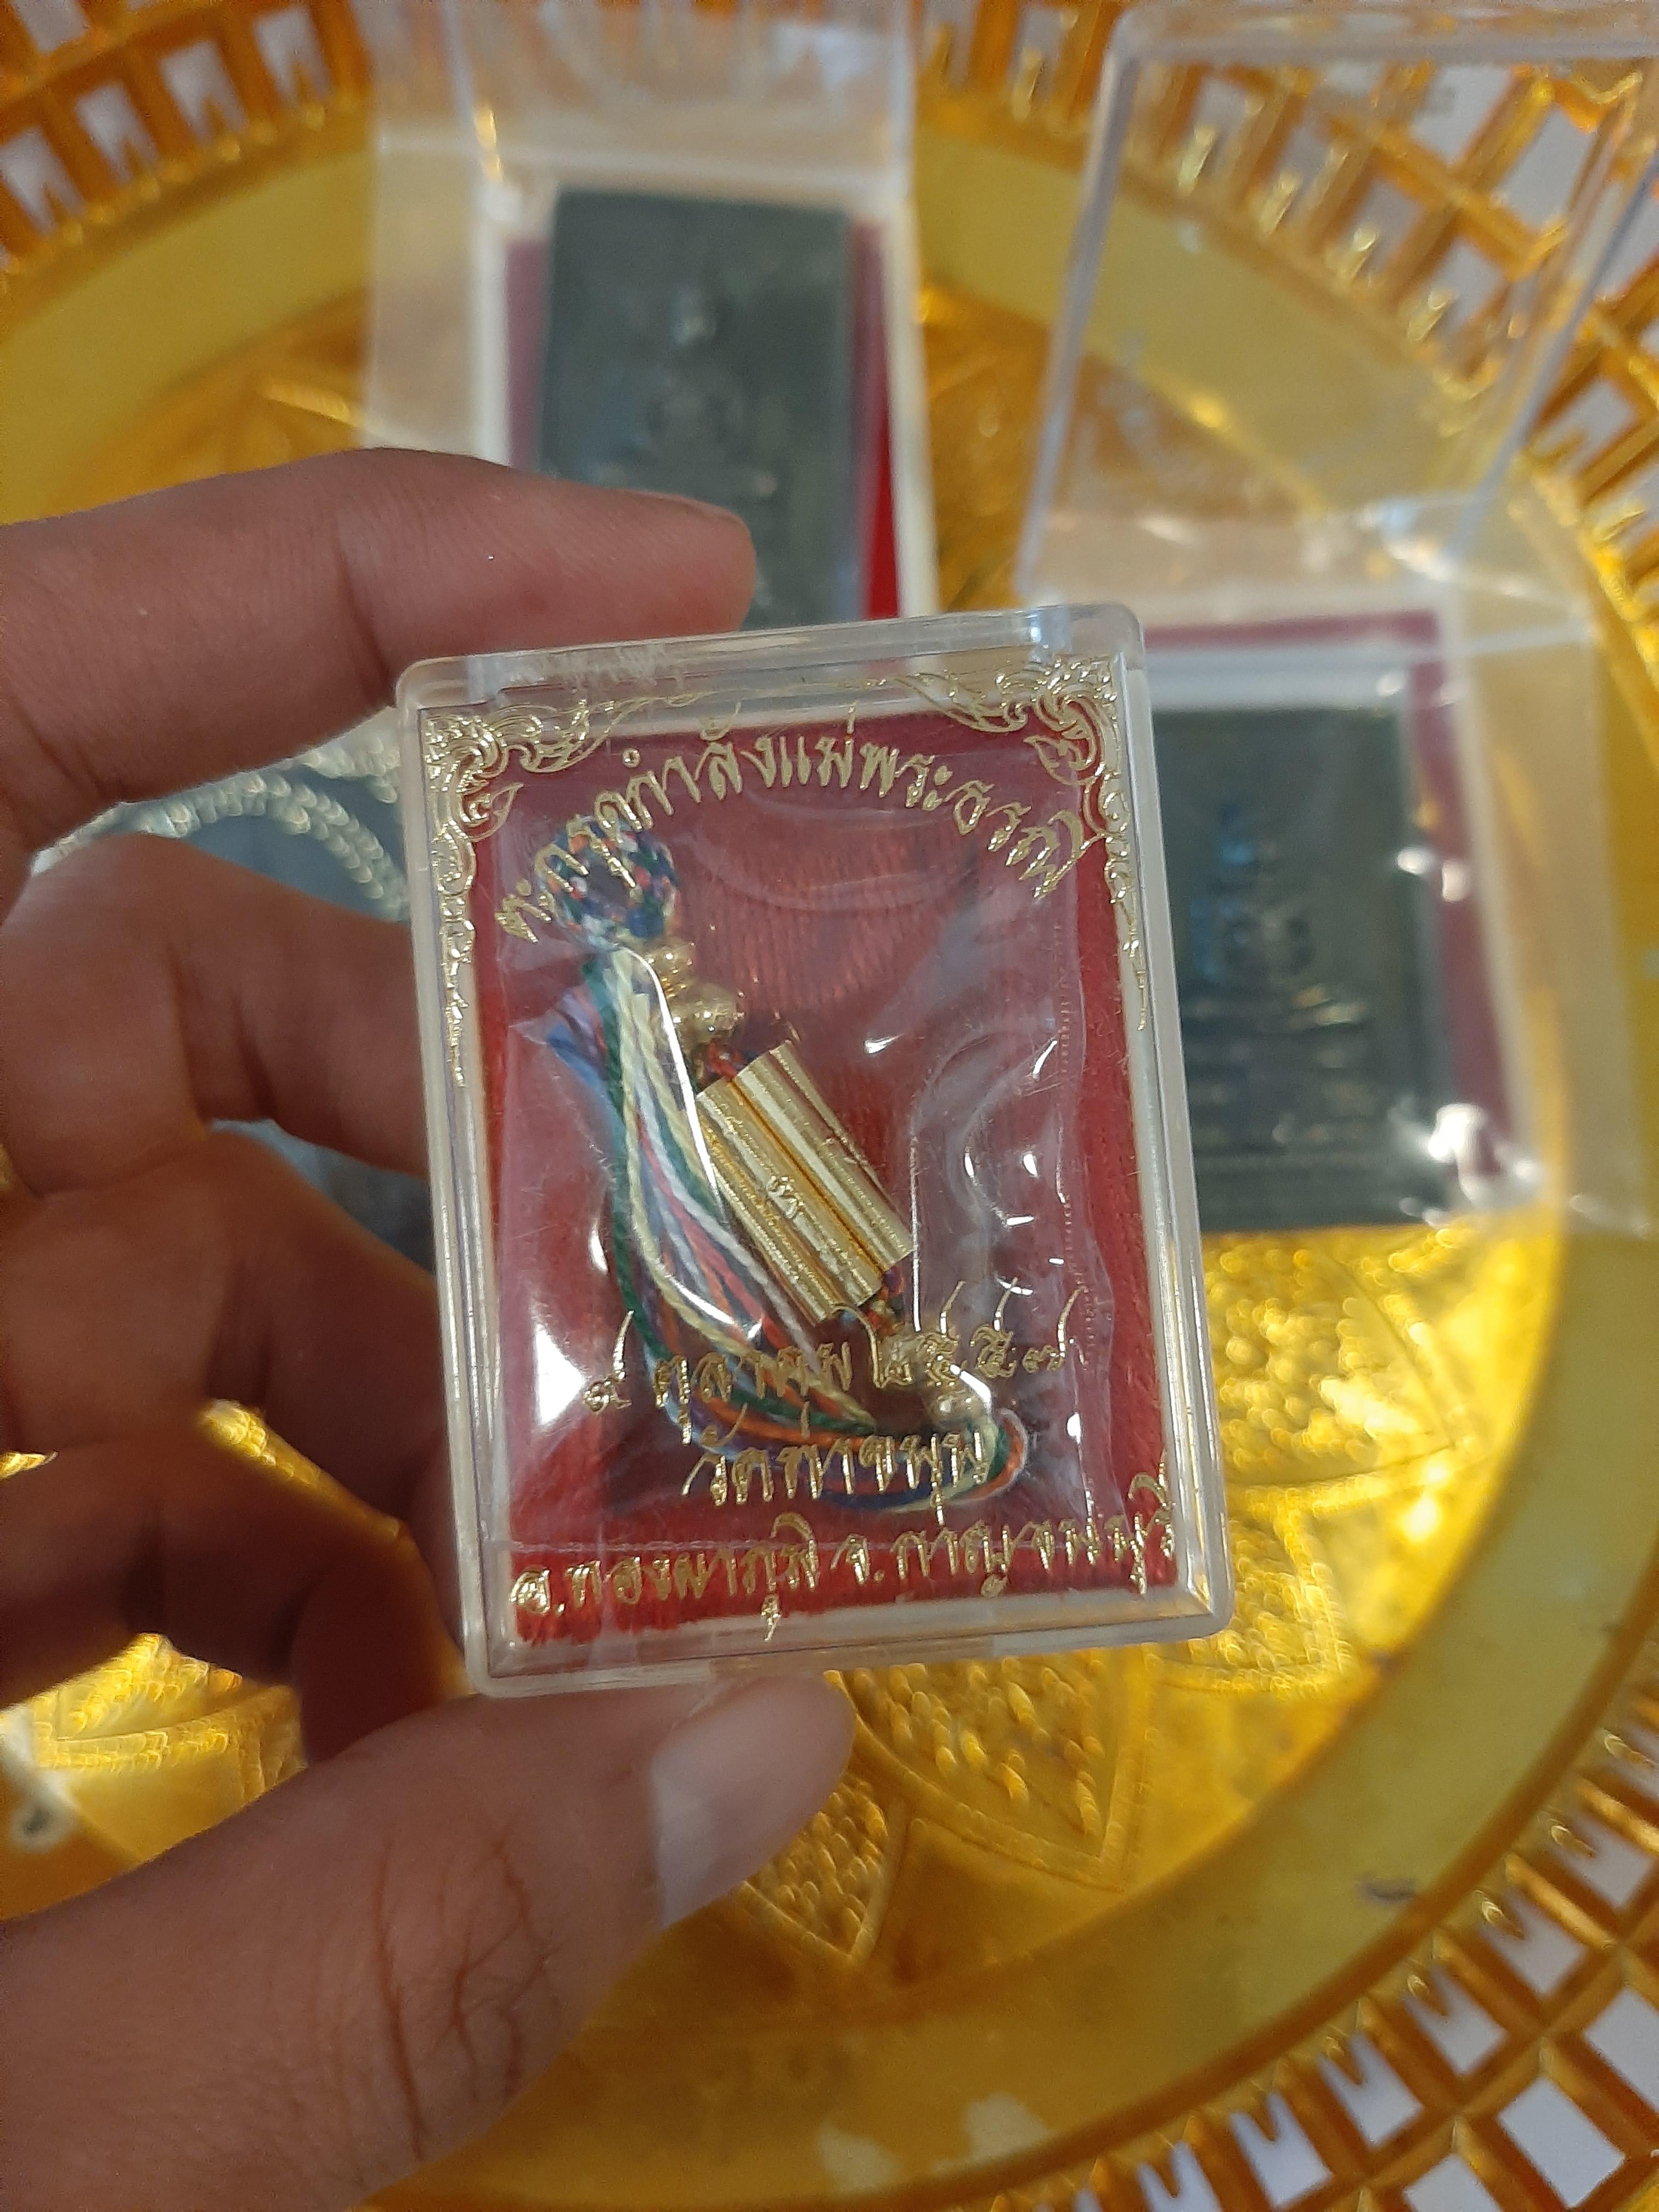 ตะกรุดกำลังแม่พระธรณี
๙ ตุลาคม ๒๕๕๗
วัดท่าขนุน
อ.ทองผาภูมิ จ.กาญจนบุรี